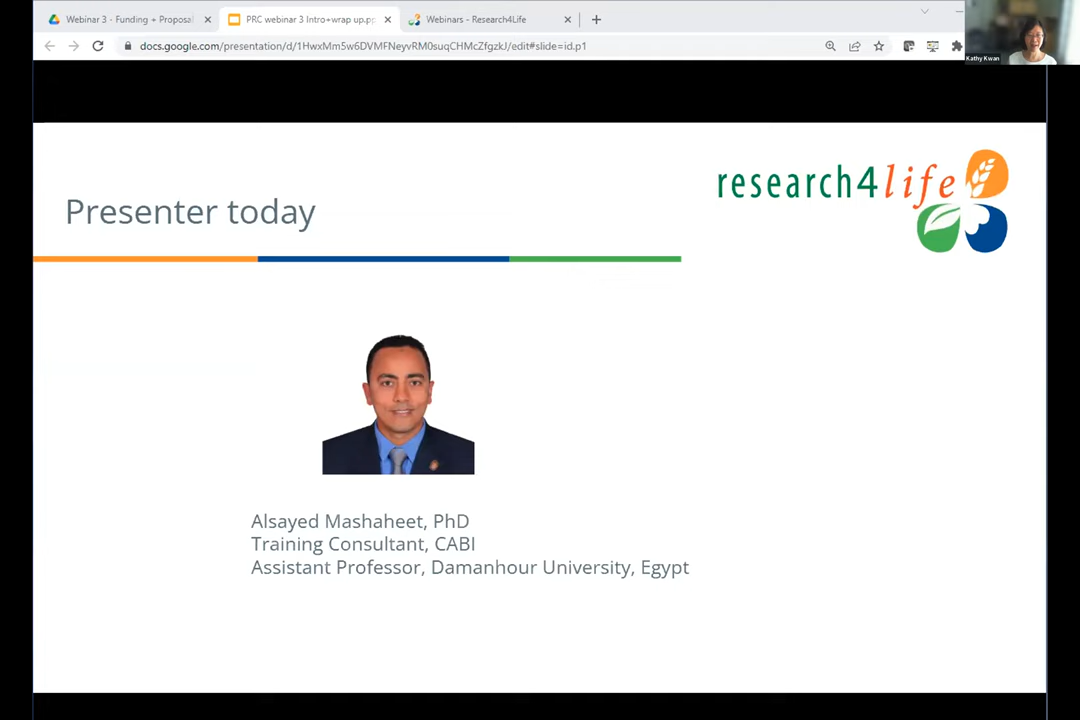 Webinar 3 - Funding + Proposal
PRC webinar 3 Intro+wrap up.pp
Webinars - Research4Life
docs.google.com/presentation/d/1HwxMm5w6DVMFNeyvRM0suqCHMcZfgzkJ/edit#slide=id.p1
Kathy Kwan
research4life
Presenter today
Alsayed Mashaheet, PhD
Training Consultant, CABI
Assistant Professor, Damanhour University, Egypt